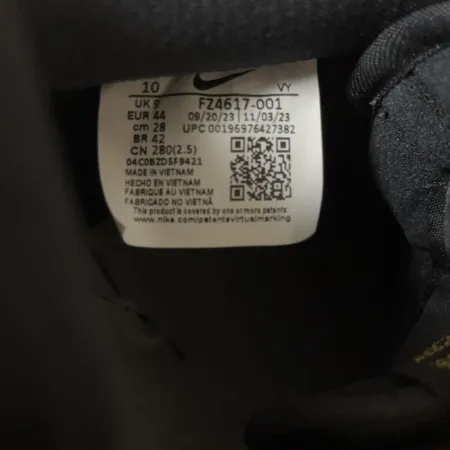 10 VY
UK 9 FZ4617-001
EUR 44 09/20/23 | 11/03/23
cm 28 UPC 00196976427382
BR 42
CN 280(2.5)
04C0BZDSF9421
MADE IN VIETNAM
HECHO EN VIETNAM
FABRIQUE AU VIETNAM
FABRICADO NO VIETNÃ
This product is covered by one or more patents:
www.nike.com/patentsvirtualmarking